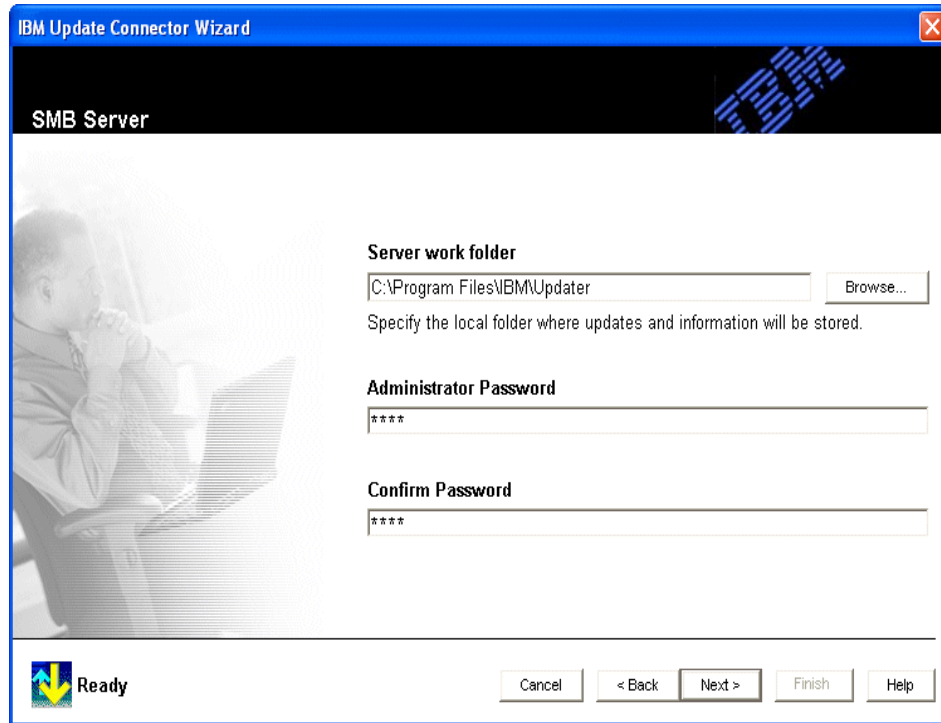 IBM Update Connector Wizard
IBM
SMB Server
Server work folder
C:\Program Files\IBM\Updater
Browse...
Specify the local folder where updates and information will be stored.
Administrator Password
****
Confirm Password
****
Ready
Cancel
< Back
Next >
Finish
Help